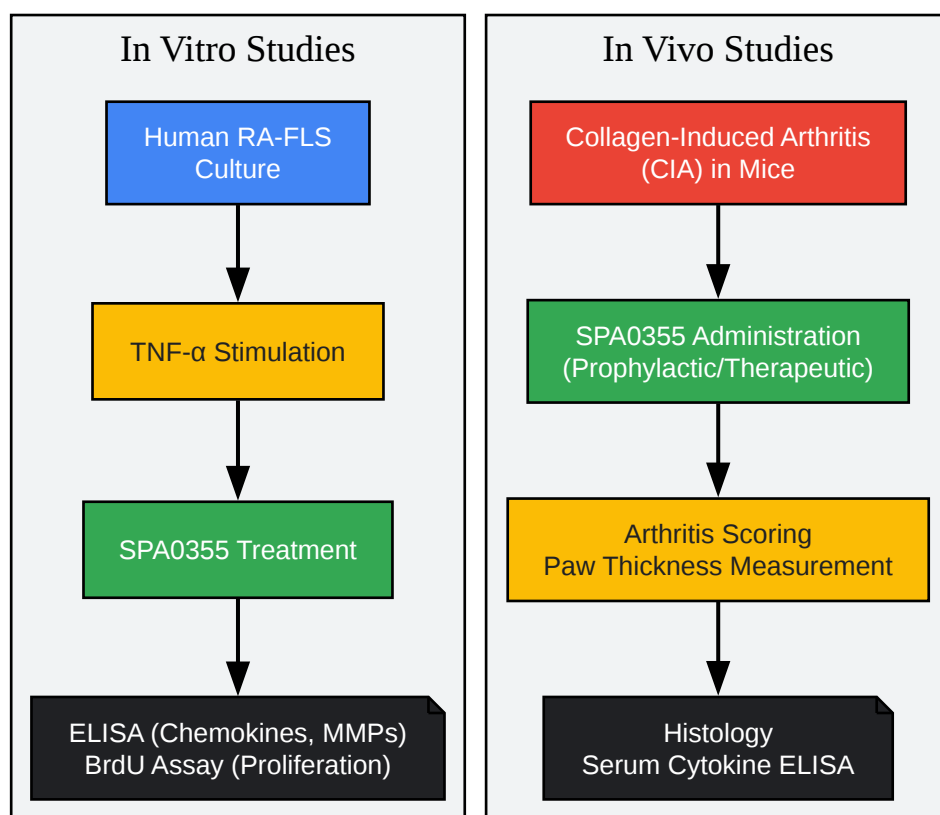 In Vitro Studies
Human RA-FLS
Culture
TNF-α Stimulation
SPA0355 Treatment
ELISA (Chemokines, MMPs)
BrdU Assay (Proliferation)
In Vivo Studies
Collagen-Induced Arthritis
(CIA) in Mice
SPA0355 Administration
(Prophylactic/Therapeutic)
Arthritis Scoring
Paw Thickness Measurement
Histology
Serum Cytokine ELISA